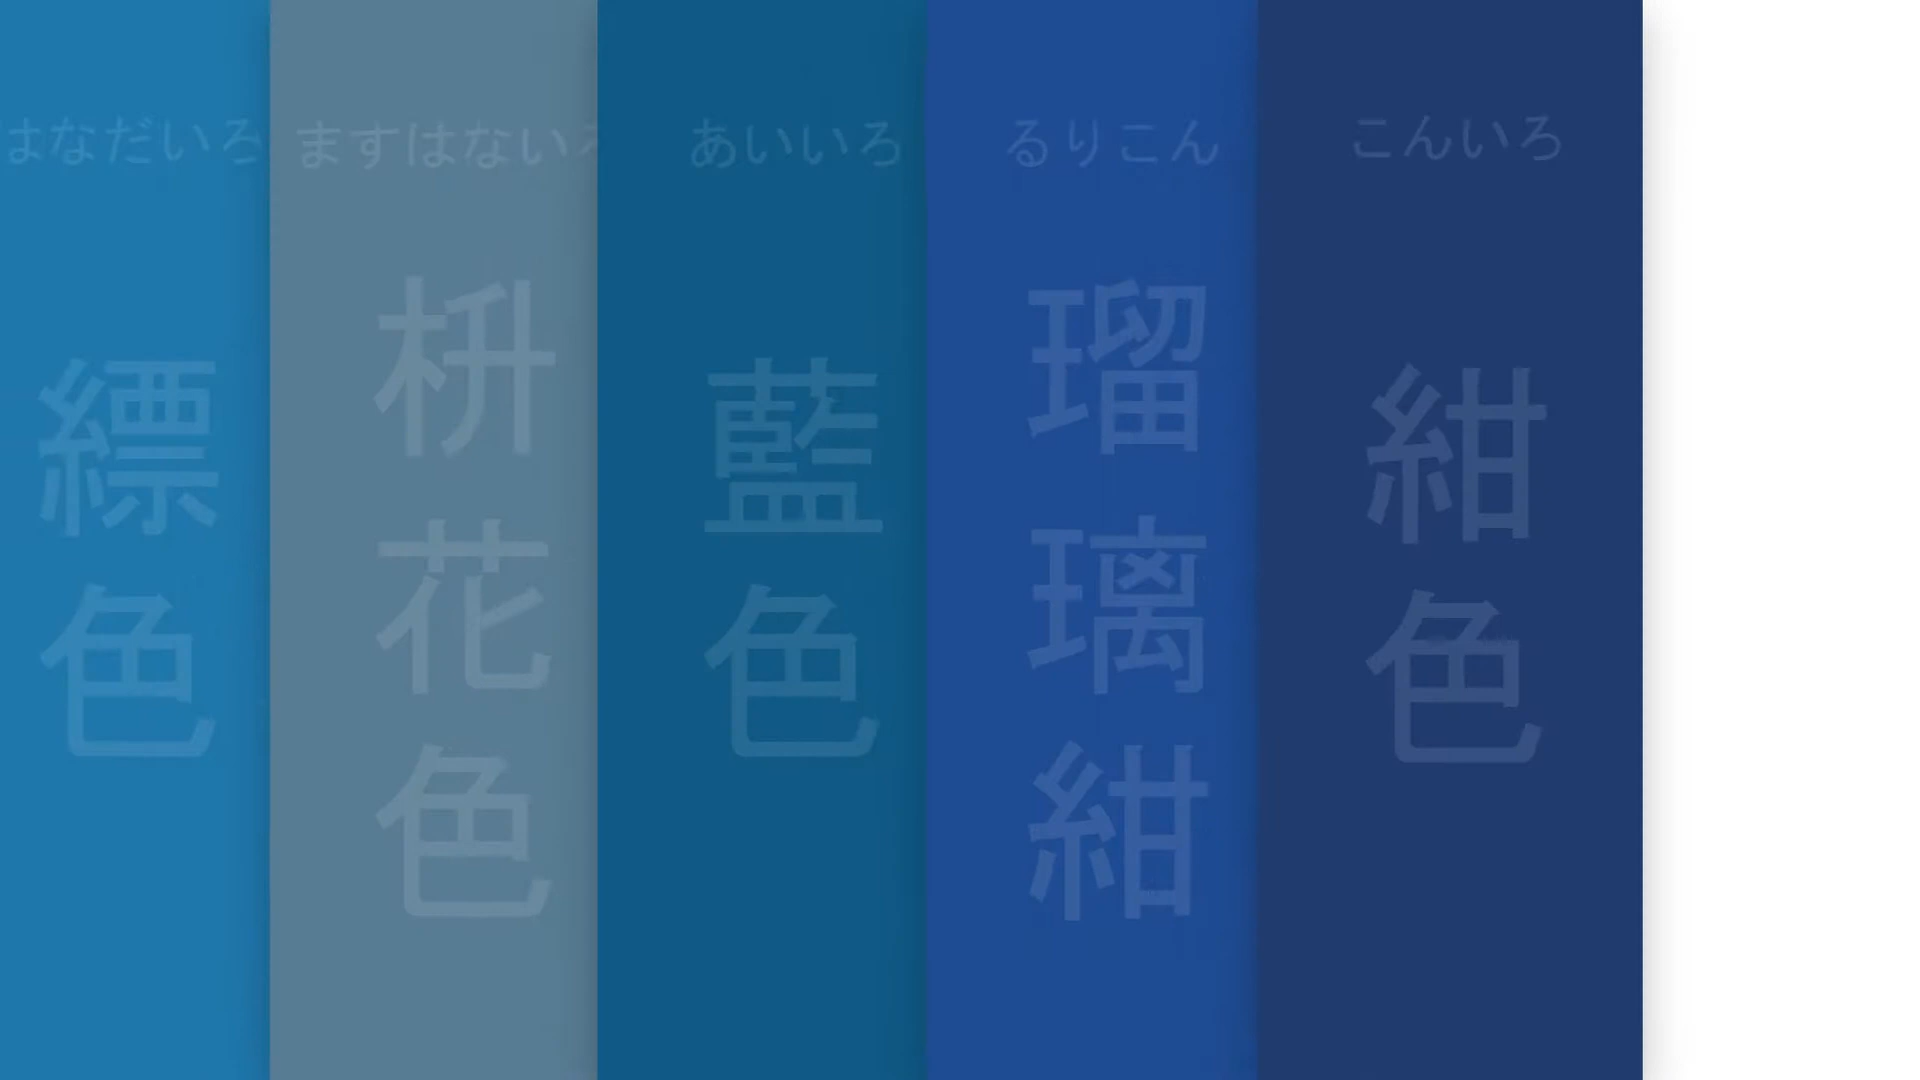 はなだいろ
縹色
ますはないろ
枡花色
あいいろ
藍色
るりこん
瑠璃紺
こんいろ
紺色